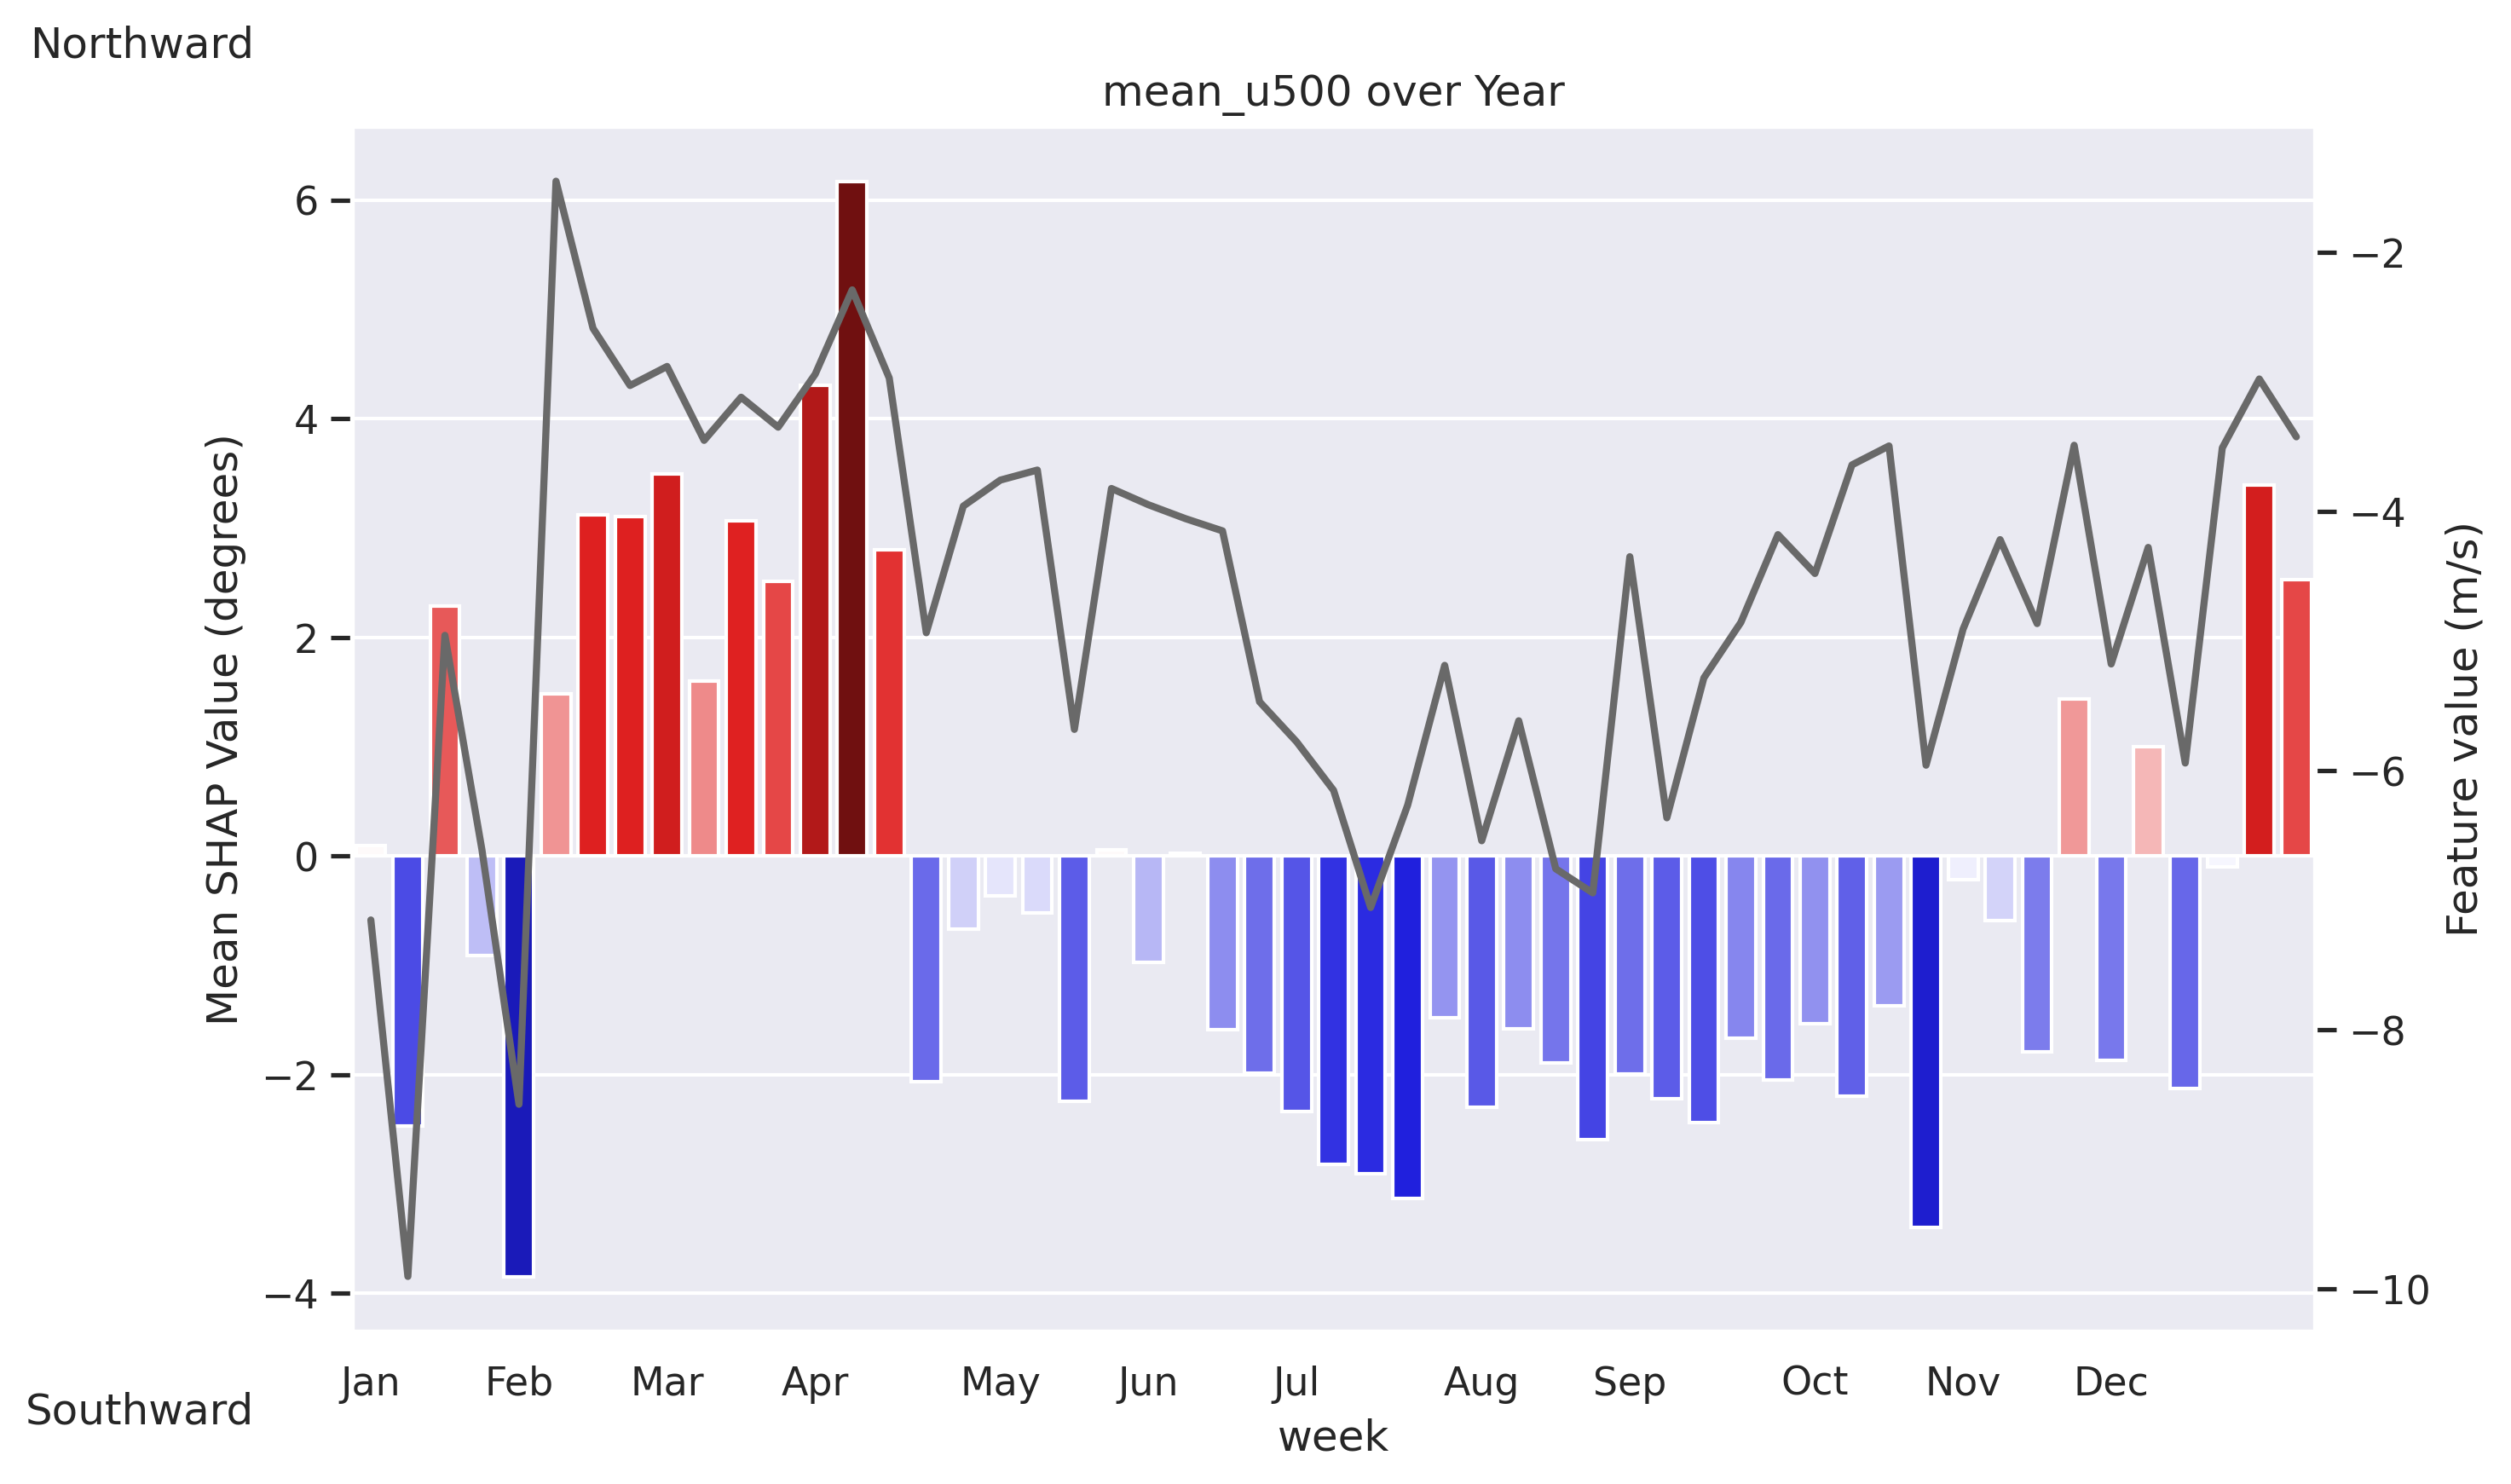 Northward
mean_u500 over Year
6
4
2
0
−2
−4
Mean SHAP Value (degrees)
−2
−4
−6
−8
−10
Feature value (m/s)
Jan Feb Mar Apr May Jun Jul Aug Sep Oct Nov Dec
Southward
week